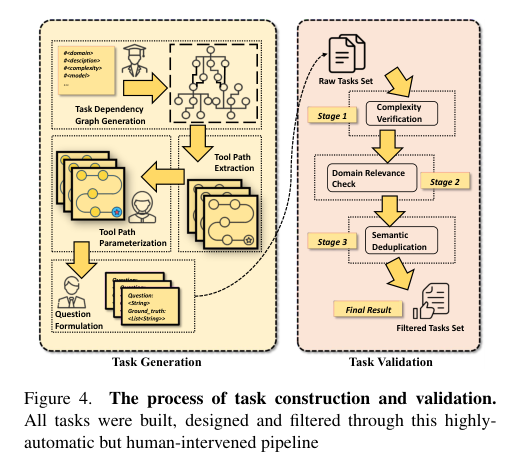 #<domain>
#<desciption>
#<complexity>
#<model>
...
Task Dependency
Graph Generation
Tool Path
Extraction
Tool Path
Parameterization
Question
Formulation
Question:
Question:
<String>
Ground_truth:
<List<String>>
Task Generation
Raw Tasks Set
Stage 1
Complexity
Verification
Domain Relevance
Check
Stage 2
Stage 3
Semantic
Deduplication
Final Result
Filtered Tasks Set
Task Validation
Figure 4. The process of task construction and validation.
All tasks were built, designed and filtered through this highly-
automatic but human-intervened pipeline